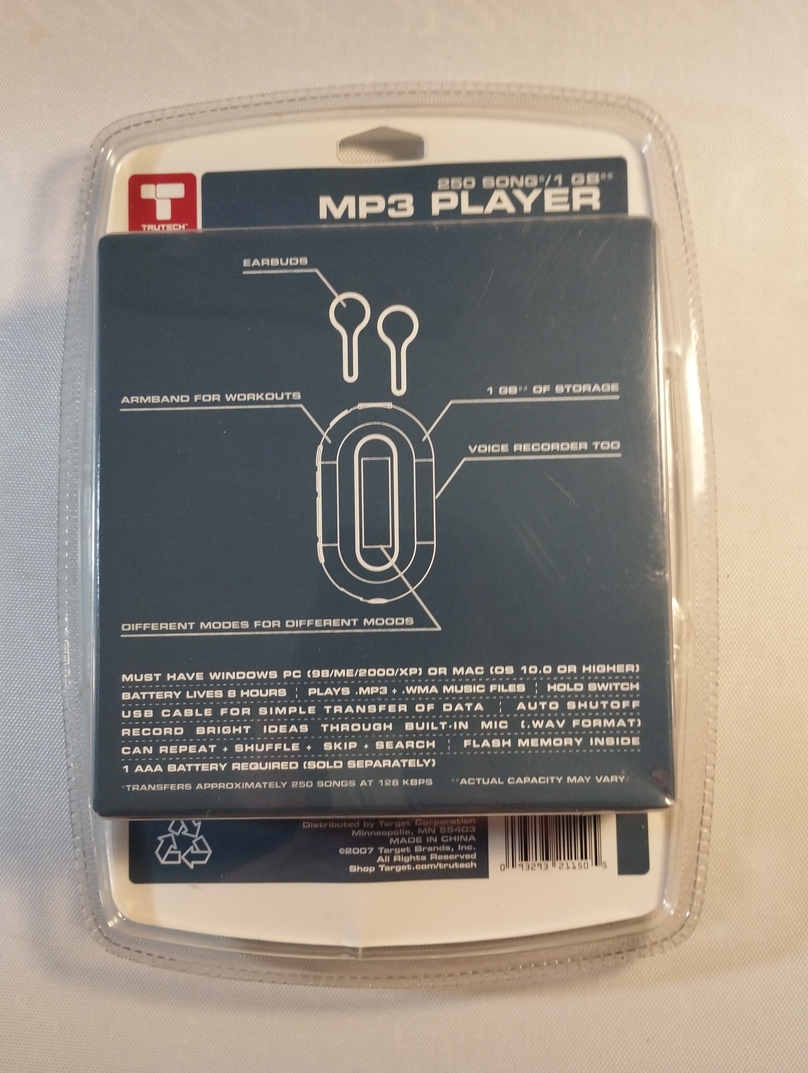 250 SONG*/1 GB**
MP3 PLAYER
TRUTECH
EARBUDS
ARMBAND FOR WORKOUTS
1 GB** OF STORAGE
VOICE RECORDER TOO
DIFFERENT MODES FOR DIFFERENT MOODS
MUST HAVE WINDOWS PC (98/ME/2000/XP) OR MAC (OS 10.0 OR HIGHER)
BATTERY LIVES 8 HOURS ¦ PLAYS .MP3 + .WMA MUSIC FILES ¦ HOLD SWITCH
USB CABLE FOR SIMPLE TRANSFER OF DATA ¦ AUTO SHUTOFF
RECORD BRIGHT IDEAS THROUGH BUILT-IN MIC (.WAV FORMAT)
CAN REPEAT + SHUFFLE + SKIP + SEARCH ¦ FLASH MEMORY INSIDE
1 AAA BATTERY REQUIRED (SOLD SEPARATELY)
*TRANSFERS APPROXIMATELY 250 SONGS AT 128 KBPS **ACTUAL CAPACITY MAY VARY.
Distributed by Target Corporation
Minneapolis, MN 55403
MADE IN CHINA
©2007 Target Brands, Inc.
All Rights Reserved
Shop Target.com/trutech
0 93293 21150 5